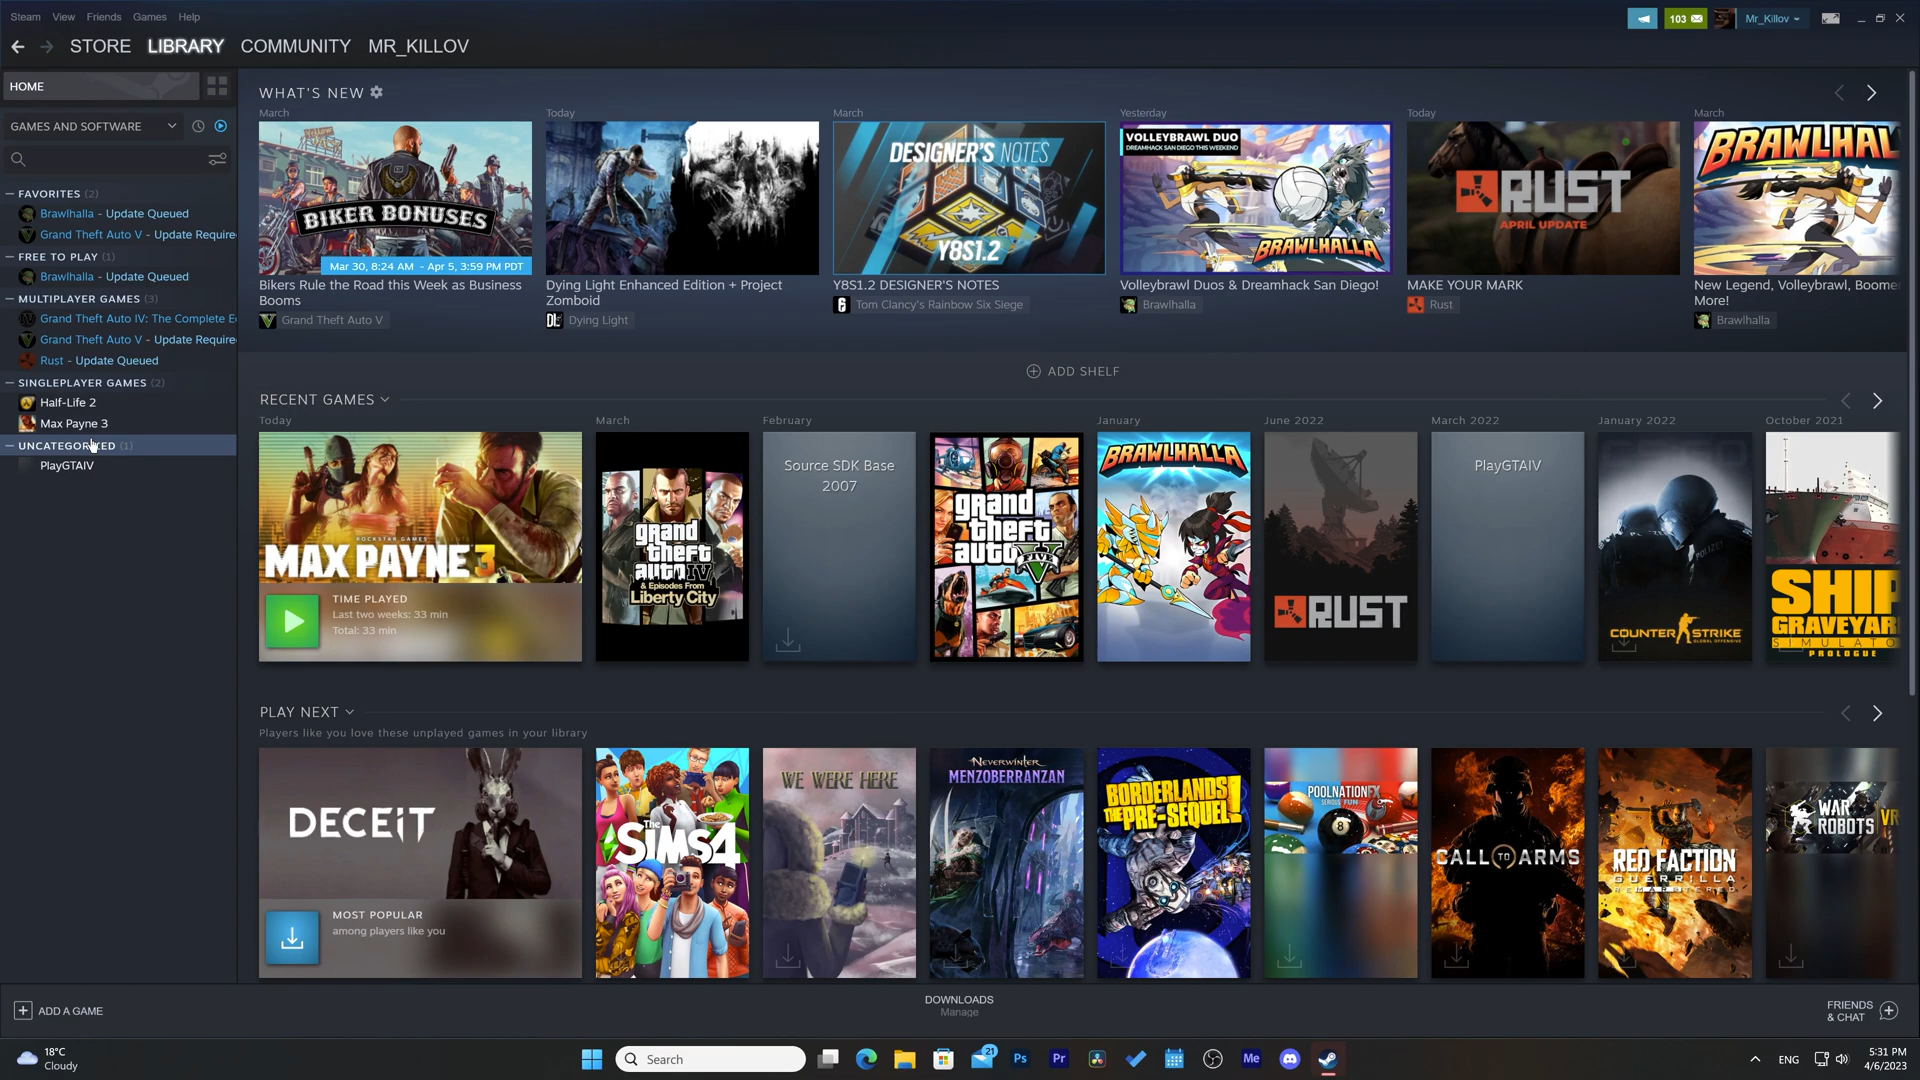 Steam View Friends Games Help
103
Mr_Killov
STORE LIBRARY COMMUNITY MR_KILLOV
HOME
GAMES AND SOFTWARE
FAVORITES (2)
Brawlhalla - Update Queued
Grand Theft Auto V - Update Require
FREE TO PLAY (1)
Brawlhalla - Update Queued
MULTIPLAYER GAMES (3)
Grand Theft Auto IV: The Complete E
Grand Theft Auto V - Update Require
Rust - Update Queued
SINGLEPLAYER GAMES (2)
Half-Life 2
Max Payne 3
UNCATEGORIZED (1)
PlayGTAIV
WHAT'S NEW
March
BIKER BONUSES
Mar 30, 8:24 AM - Apr 5, 3:59 PM PDT
Bikers Rule the Road this Week as Business
Booms
Grand Theft Auto V
Today
Dying Light Enhanced Edition + Project
Zomboid
DL Dying Light
March
DESIGNER'S NOTES
Y8S1.2
Y8S1.2 DESIGNER'S NOTES
Tom Clancy's Rainbow Six Siege
Yesterday
VOLLEYBRAWL DUO
DREAMHACK SAN DIEGO THIS WEEKEND
BRAWLHALLA
Volleybrawl Duos & Dreamhack San Diego!
Brawlhalla
Today
RUST
APRIL UPDATE
MAKE YOUR MARK
Rust
March
BRAWLHAL
New Legend, Volleybrawl, Boome
More!
Brawlhalla
ADD SHELF
RECENT GAMES
Today
ROCKSTAR GAMES PRESENTS
MAX PAYNE 3
TIME PLAYED
Last two weeks: 33 min
Total: 33 min
March
grand
theft
auto IV
& Episodes From
Liberty City
February
Source SDK Base
2007
grand
theft
auto V
FIVE
January
BRAWLHALLA
June 2022
RUST
March 2022
PlayGTAIV
January 2022
POLIZEI
COUNTER STRIKE
GLOBAL OFFENSIVE
October 2021
SHIP
GRAVEYAR
SIMULATO
PROLOGUE
PLAY NEXT
Players like you love these unplayed games in your library
DECEIT
MOST POPULAR
among players like you
The
SIMS4
WE WERE HERE
NEVERWINTER
MENZOBERRANZAN
BORDERLANDS
THE PRE-SEQUEL!
POOLNATIONFX
SERIOUS FUN
8
CALL TO ARMS
RED FACTION
GUERRILLA
RE-MARS-TERED
WAR
ROBOTS VR
ADD A GAME
DOWNLOADS
Manage
FRIENDS
& CHAT
18°C
Cloudy
Search
21
Ps
Pr
Me
ENG
5:31 PM
4/6/2023